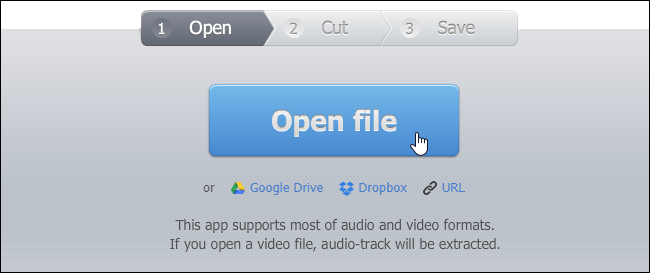 1 Open 2 Cut 3 Save
Open file
or Google Drive Dropbox URL
This app supports most of audio and video formats.
If you open a video file, audio-track will be extracted.